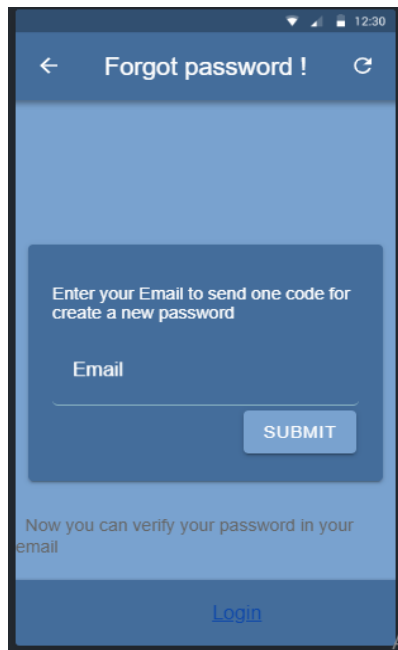 12:30
Forgot password !
Enter your Email to send one code for
create a new password
Email
SUBMIT
Now you can verify your password in your
email
Login